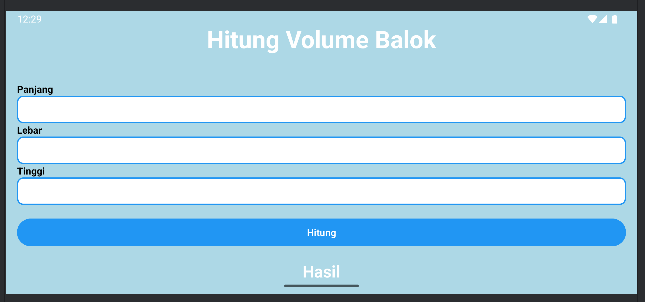 12:29
Hitung Volume Balok
Panjang
Lebar
Tinggi
Hitung
Hasil